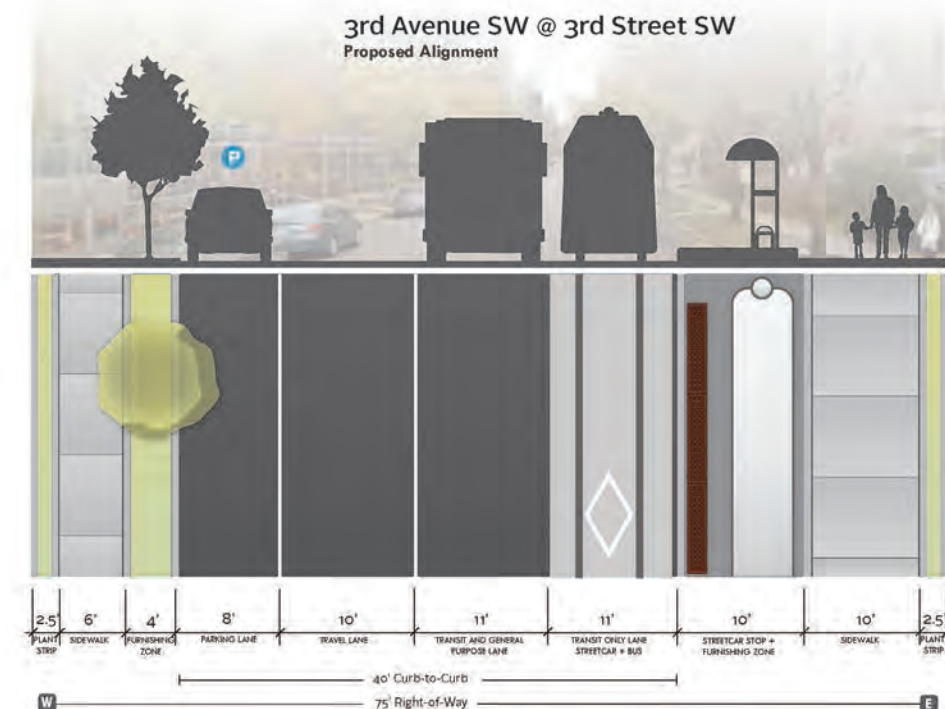 3rd Avenue SW @ 3rd Street SW
Proposed Alignment
P
2.5' 6' 4' 8' 10' 11' 11' 10' 10' 2.5'
PLANT STRIP
SIDEWALK
FURNISHING ZONE
PARKING LANE
TRAVEL LANE
TRANSIT AND GENERAL PURPOSE LANE
TRANSIT ONLY LANE STREETCAR + BUS
STREETCAR STOP + FURNISHING ZONE
SIDEWALK
PLANT STRIP
40' Curb-to-Curb
W 75' Right-of-Way E